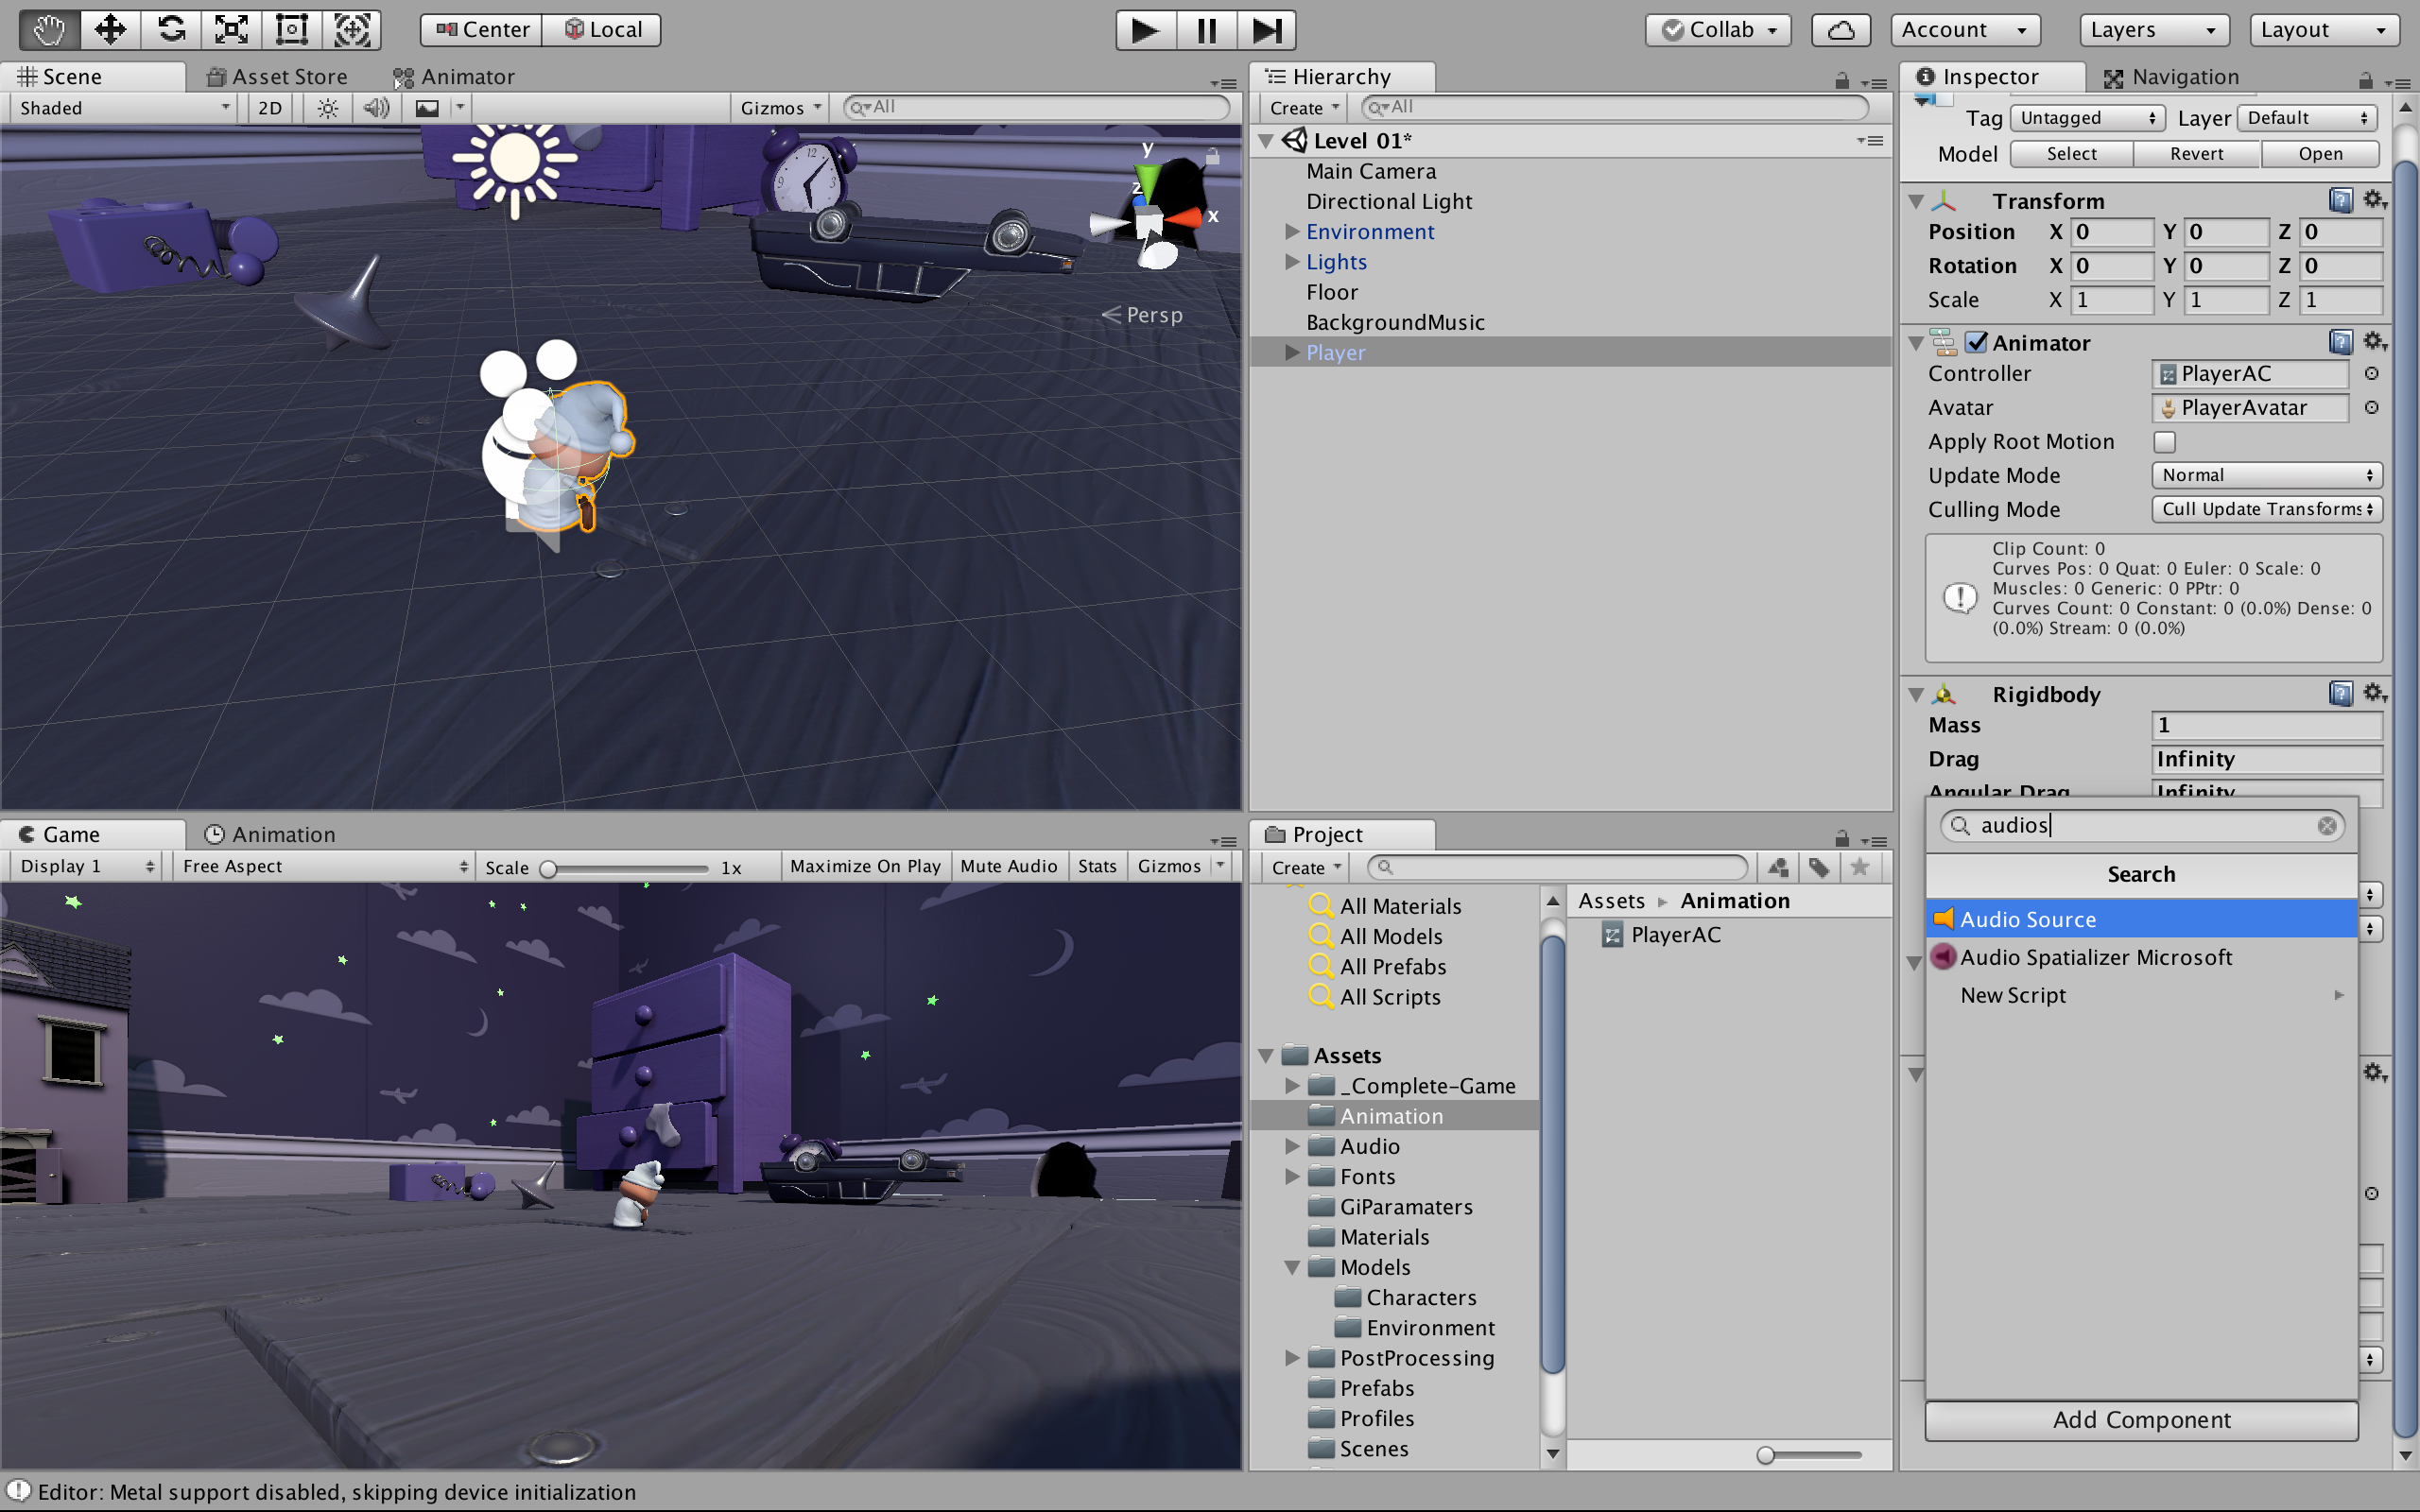 Center Local Collab Account Layers Layout
Scene Asset Store Animator
Shaded 2D Gizmos All
Y
Z
X
Persp
12
3
9
Hierarchy
Create All
Level 01*
Main Camera
Directional Light
Environment
Lights
Floor
BackgroundMusic
Player
Inspector Navigation
Tag Untagged Layer Default
Model Select Revert Open
Transform
Position X 0 Y 0 Z 0
Rotation X 0 Y 0 Z 0
Scale X 1 Y 1 Z 1
Animator
Controller PlayerAC
Avatar PlayerAvatar
Apply Root Motion
Update Mode Normal
Culling Mode Cull Update Transforms
Clip Count: 0
Curves Pos: 0 Quat: 0 Euler: 0 Scale: 0
Muscles: 0 Generic: 0 PPtr: 0
Curves Count: 0 Constant: 0 (0.0%) Dense: 0
(0.0%) Stream: 0 (0.0%)
Rigidbody
Mass 1
Drag Infinity
Angular Drag Infinity
audios
Search
Audio Source
Audio Spatializer Microsoft
New Script
Add Component
Game Animation
Display 1 Free Aspect Scale 1x Maximize On Play Mute Audio Stats Gizmos
Project
Create
All Materials
All Models
All Prefabs
All Scripts
Assets
_Complete-Game
Animation
Audio
Fonts
GiParamaters
Materials
Models
Characters
Environment
PostProcessing
Prefabs
Profiles
Scenes
Assets Animation
PlayerAC
Editor: Metal support disabled, skipping device initialization